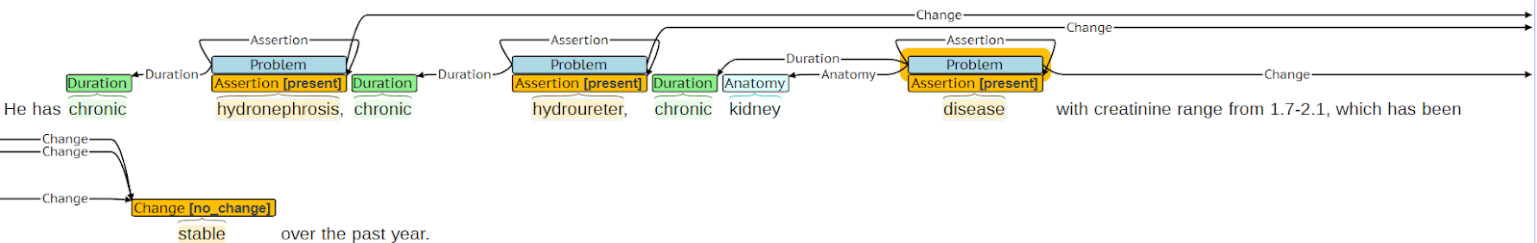 Change
Change
Assertion Assertion Duration Assertion
Problem Problem Problem
Duration Duration Assertion [present] Duration Duration Assertion [present] Duration Anatomy Anatomy Assertion [present] Change
He has chronic hydronephrosis, chronic hydroureter, chronic kidney disease with creatinine range from 1.7-2.1, which has been
Change
Change
Change
Change [no_change]
stable over the past year.